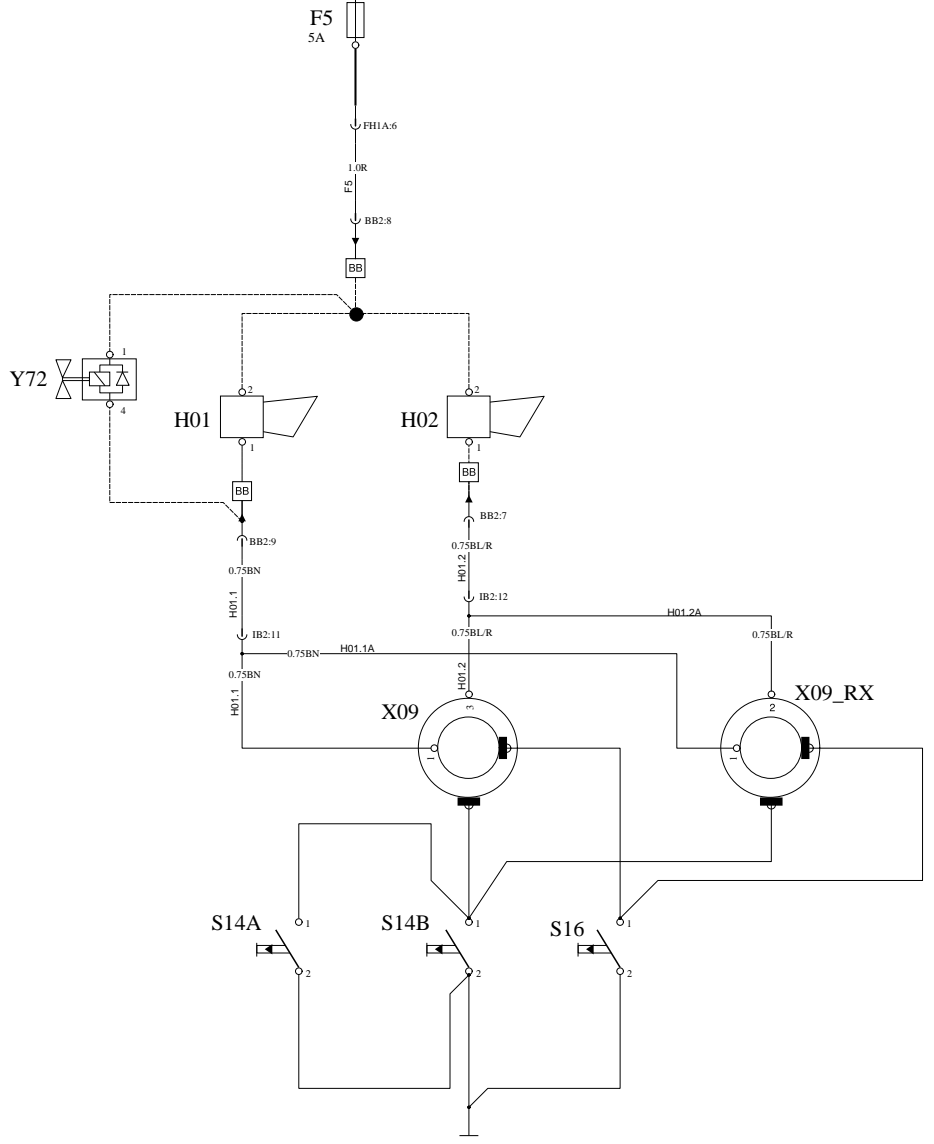 F5
5A
FH1A:6
1.0R
F5
BB2:8
BB
1
Y72
4
2
H01
1
2
H02
1
BB
BB
BB2:7
BB2:9
0.75BL/R
0.75BN
H01.2
H01.1
IB2:12
H01.2A
IB2:11
0.75BL/R
0.75BL/R
0.75BN
H01.1A
0.75BN
H01.2
H01.1
X09
3
1
X09_RX
2
1
S14A
1
2
S14B
1
2
S16
1
2